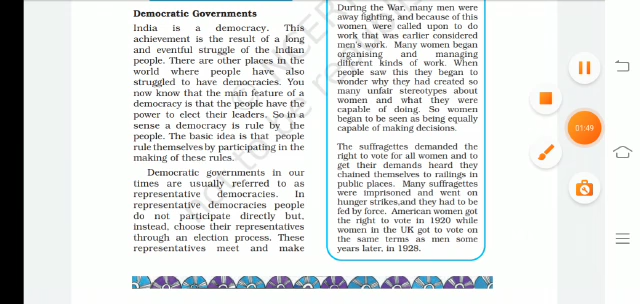 Democratic Governments
India is a democracy. This
achievement is the result of a long
and eventful struggle of the Indian
people. There are other places in the
world where people have also
struggled to have democracies. You
now know that the main feature of a
democracy is that the people have the
power to elect their leaders. So in a
sense a democracy is rule by the
people. The basic idea is that people
rule themselves by participating in the
making of these rules.
Democratic governments in our
times are usually referred to as
representative democracies. In
representative democracies people
do not participate directly but,
instead, choose their representatives
through an election process. These
representatives meet and make
During the War, many men were
away fighting, and because of this
women were called upon to do
work that was earlier considered
men's work. Many women began
organising and managing
different kinds of work. When
people saw this they began to
wonder why they had created so
many unfair stereotypes about
women and what they were
capable of doing. So women
began to be seen as being equally
capable of making decisions.
The suffragettes demanded the
right to vote for all women and to
get their demands heard they
chained themselves to railings in
public places. Many suffragettes
were imprisoned and went on
hunger strikes,and they had to be
fed by force. American women got
the right to vote in 1920 while
women in the UK got to vote on
the same terms as men some
years later, in 1928.
01:49